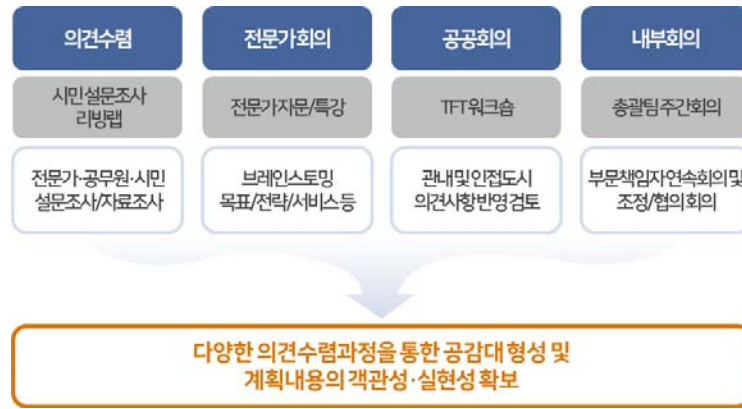 의견수렴
시민설문조사
리빙랩
전문가·공무원·시민
설문조사/자료조사
전문가회의
전문가자문/특강
브레인스토밍
목표/전략/서비스 등
공공회의
TFT 워크숍
관내 및 인접도시
의견사항 반영 검토
내부회의
총괄팀 주간회의
부문책임자 연속회의 및
조정/협의 회의
다양한 의견수렴과정을 통한 공감대 형성 및
계획내용의 객관성·실현성 확보